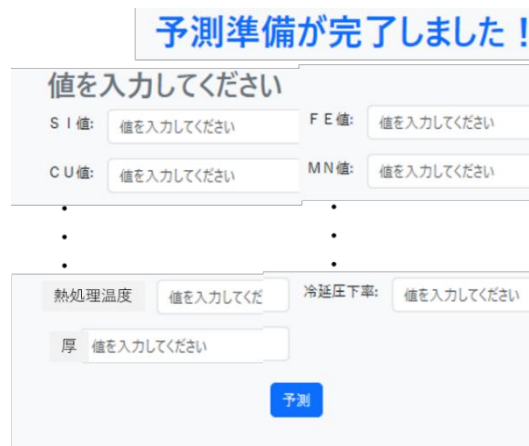 予測準備が完了しました！
値を入力してください
ＳＩ値: 値を入力してください ＦＥ値: 値を入力してください
ＣＵ値: 値を入力してください ＭＮ値: 値を入力してください
・ ・
・ ・
・ ・
熱処理温度 値を入力してくだ 冷延圧下率: 値を入力してください
厚 値を入力してください
予測